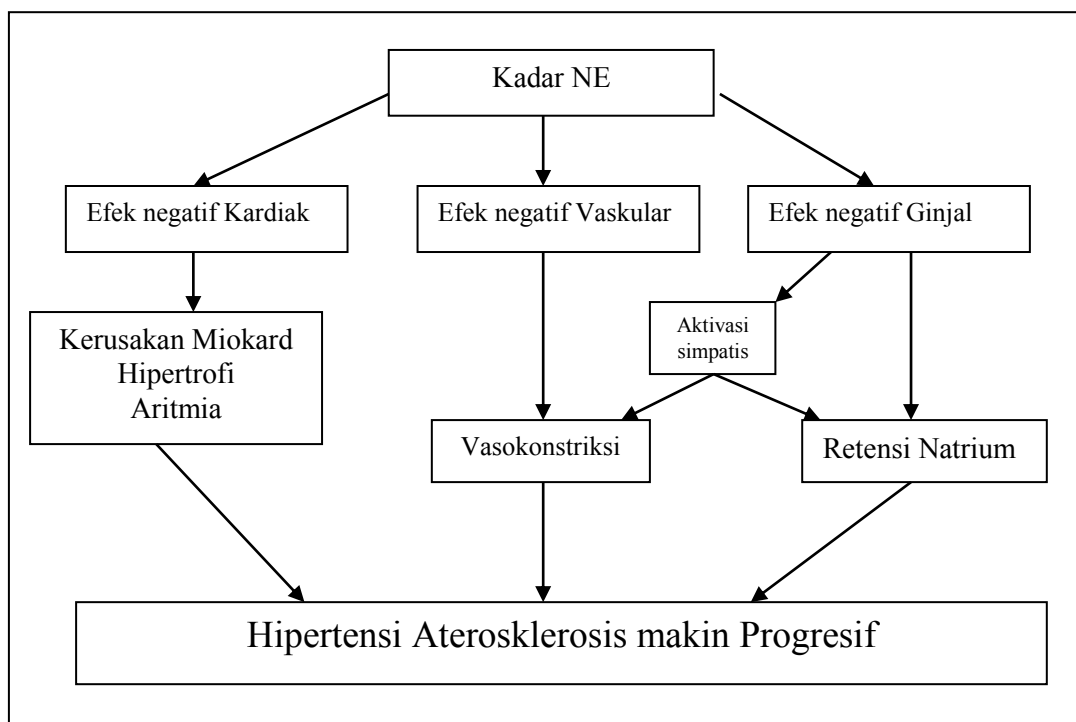 Kadar NE
Efek negatif Kardiak
Efek negatif Vaskular
Efek negatif Ginjal
Aktivasi
simpatis
Kerusakan Miokard
Hipertrofi
Aritmia
Vasokonstriksi
Retensi Natrium
Hipertensi Aterosklerosis makin Progresif